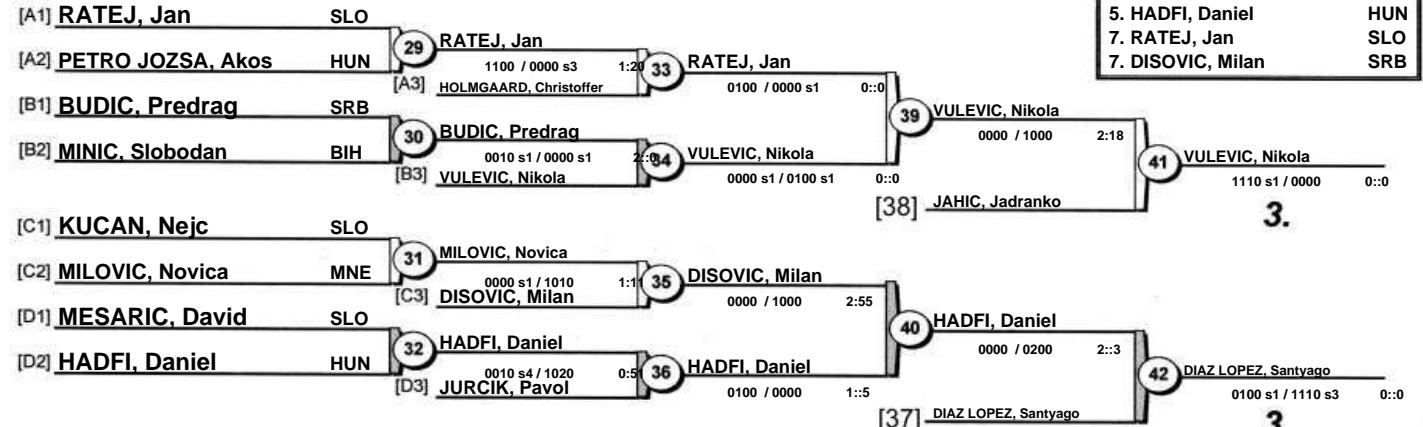 [A1] RATEJ, Jan SLO
[A2] PETRO JOZSA, Akos HUN
[B1] BUDIC, Predrag SRB
[B2] MINIC, Slobodan BIH
[C1] KUCAN, Nejc SLO
[C2] MILOVIC, Novica MNE
[D1] MESARIC, David SLO
[D2] HADFI, Daniel HUN
29
30
31
32
RATEJ, Jan
1100 / 0000 s3 1:20
[A3] HOLMGAARD, Christoffer
BUDIC, Predrag
0010 s1 / 0000 s1 2::0
[B3] VULEVIC, Nikola
MILOVIC, Novica
0000 s1 / 1010 1:11
[C3] DISOVIC, Milan
HADFI, Daniel
0010 s4 / 1020 0:51
[D3] JURCIK, Pavol
33
34
35
36
RATEJ, Jan
0100 / 0000 s1 0::0
VULEVIC, Nikola
0000 s1 / 0100 s1 0::0
DISOVIC, Milan
0000 / 1000 2:55
HADFI, Daniel
0100 / 0000 1::5
39
40
VULEVIC, Nikola
0000 / 1000 2:18
[38] JAHIC, Jadranko
HADFI, Daniel
0000 / 0200 2::3
[37] DIAZ LOPEZ, Santyago
41
42
VULEVIC, Nikola
1110 s1 / 0000 0::0
3.
DIAZ LOPEZ, Santyago
0100 s1 / 1110 s3 0::0
3
5. HADFI, Daniel HUN
7. RATEJ, Jan SLO
7. DISOVIC, Milan SRB